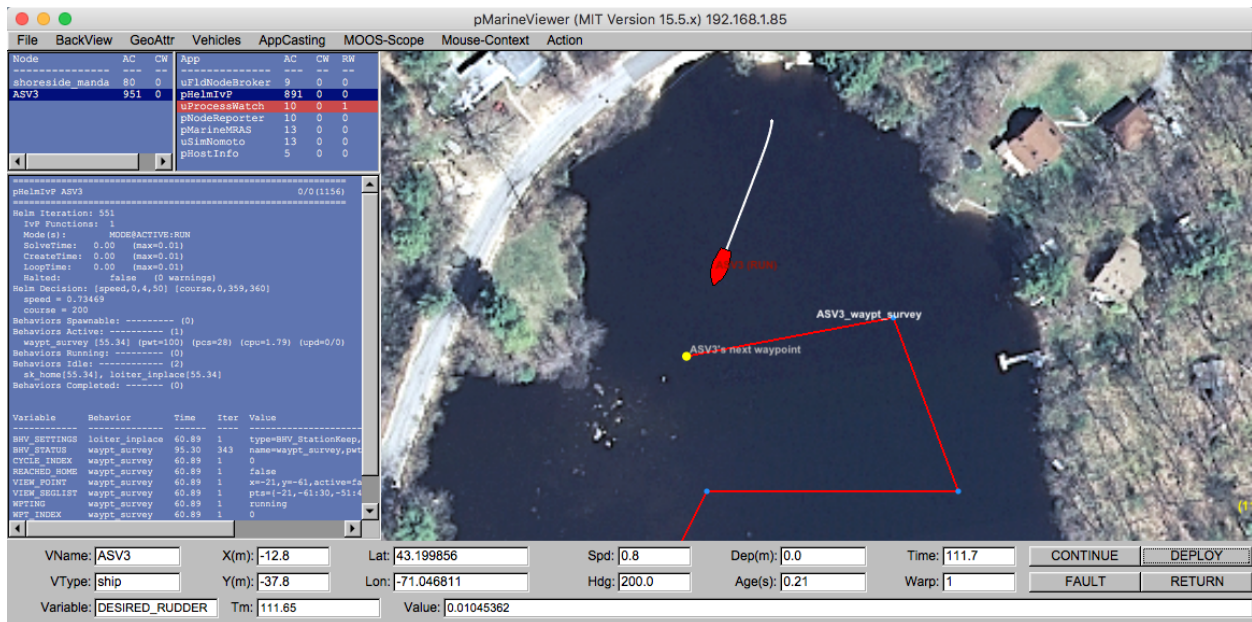 pMarineViewer (MIT Version 15.5.x) 192.168.1.85
File BackView GeoAttr Vehicles AppCasting MOOS-Scope Mouse-Context Action
Node AC CW
shoreside_manda 80 0
ASV3 951 0
App AC CW RW
uFldNodeBroker 9 0 0
pHelmIvP 891 0 0
uProcessWatch 10 0 1
pNodeReporter 10 0 0
pMarineMRAS 13 0 0
uSimNomoto 13 0 0
pHostInfo 5 0 0
pHelmIvP ASV3 0/0(1156)
Helm Iteration: 551
IvP Functions: 1
Mode(s): MODE@ACTIVE:RUN
SolveTime: 0.00 (max=0.01)
CreateTime: 0.00 (max=0.01)
LoopTime: 0.00 (max=0.01)
Halted: false (0 warnings)
Helm Decision: [speed,0,4,50] [course,0,359,360]
speed = 0.73469
course = 200
Behaviors Spawnable: --------- (0)
Behaviors Active: ---------- (1)
waypt_survey [55.34] (pwt=100) (pcs=28) (cpu=1.79) (upd=0/0)
Behaviors Running: --------- (0)
Behaviors Idle: ------------ (2)
sk_home[55.34], loiter_inplace[55.34]
Behaviors Completed: ------- (0)
Variable Behavior Time Iter Value
BHV_SETTINGS loiter_inplace 60.89 1 type=BHV_StationKeep,
BHV_STATUS waypt_survey 95.30 343 name=waypt_survey,pwt
CYCLE_INDEX waypt_survey 60.89 1 0
REACHED_HOME waypt_survey 60.89 1 false
VIEW_POINT waypt_survey 60.89 1 x=-21,y=-61,active=fa
VIEW_SEGLIST waypt_survey 60.89 1 pts={-21,-61:30,-51:4
WPTING waypt_survey 60.89 1 running
WPT_INDEX waypt_survey 60.89 1 0
ASV3 (RUN)
ASV3_waypt_survey
ASV3's next waypoint
(1
VName: ASV3 X(m): -12.8 Lat: 43.199856 Spd: 0.8 Dep(m): 0.0 Time: 111.7 CONTINUE DEPLOY
VType: ship Y(m): -37.8 Lon: -71.046811 Hdg: 200.0 Age(s): 0.21 Warp: 1 FAULT RETURN
Variable: DESIRED_RUDDER Tm: 111.65 Value: 0.01045362